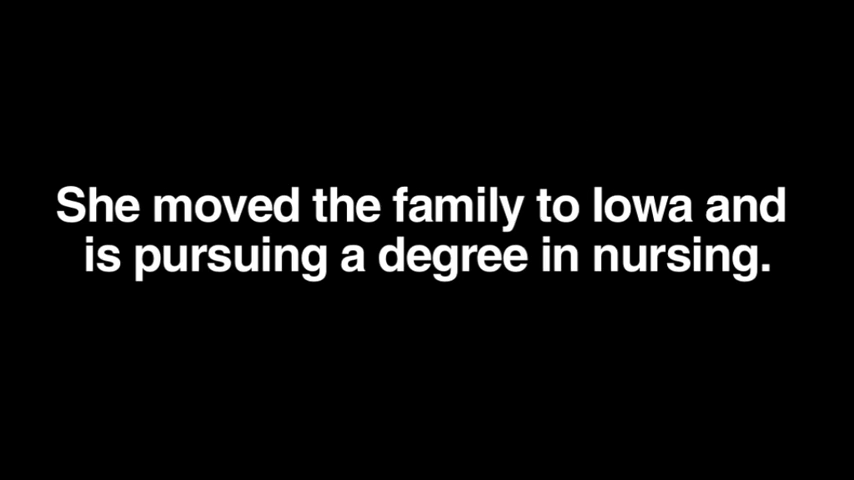 She moved the family to Iowa and
is pursuing a degree in nursing.